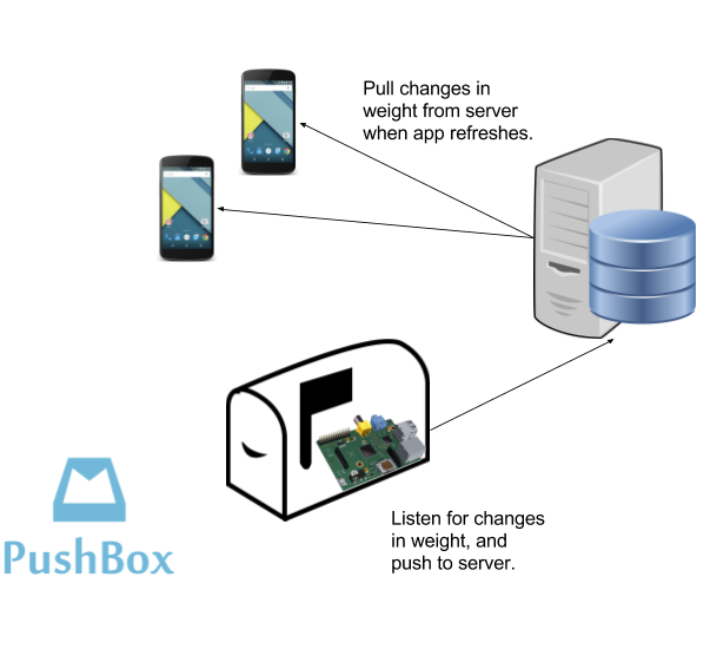 Pull changes in
weight from server
when app refreshes.
Listen for changes
in weight, and
push to server.
PushBox